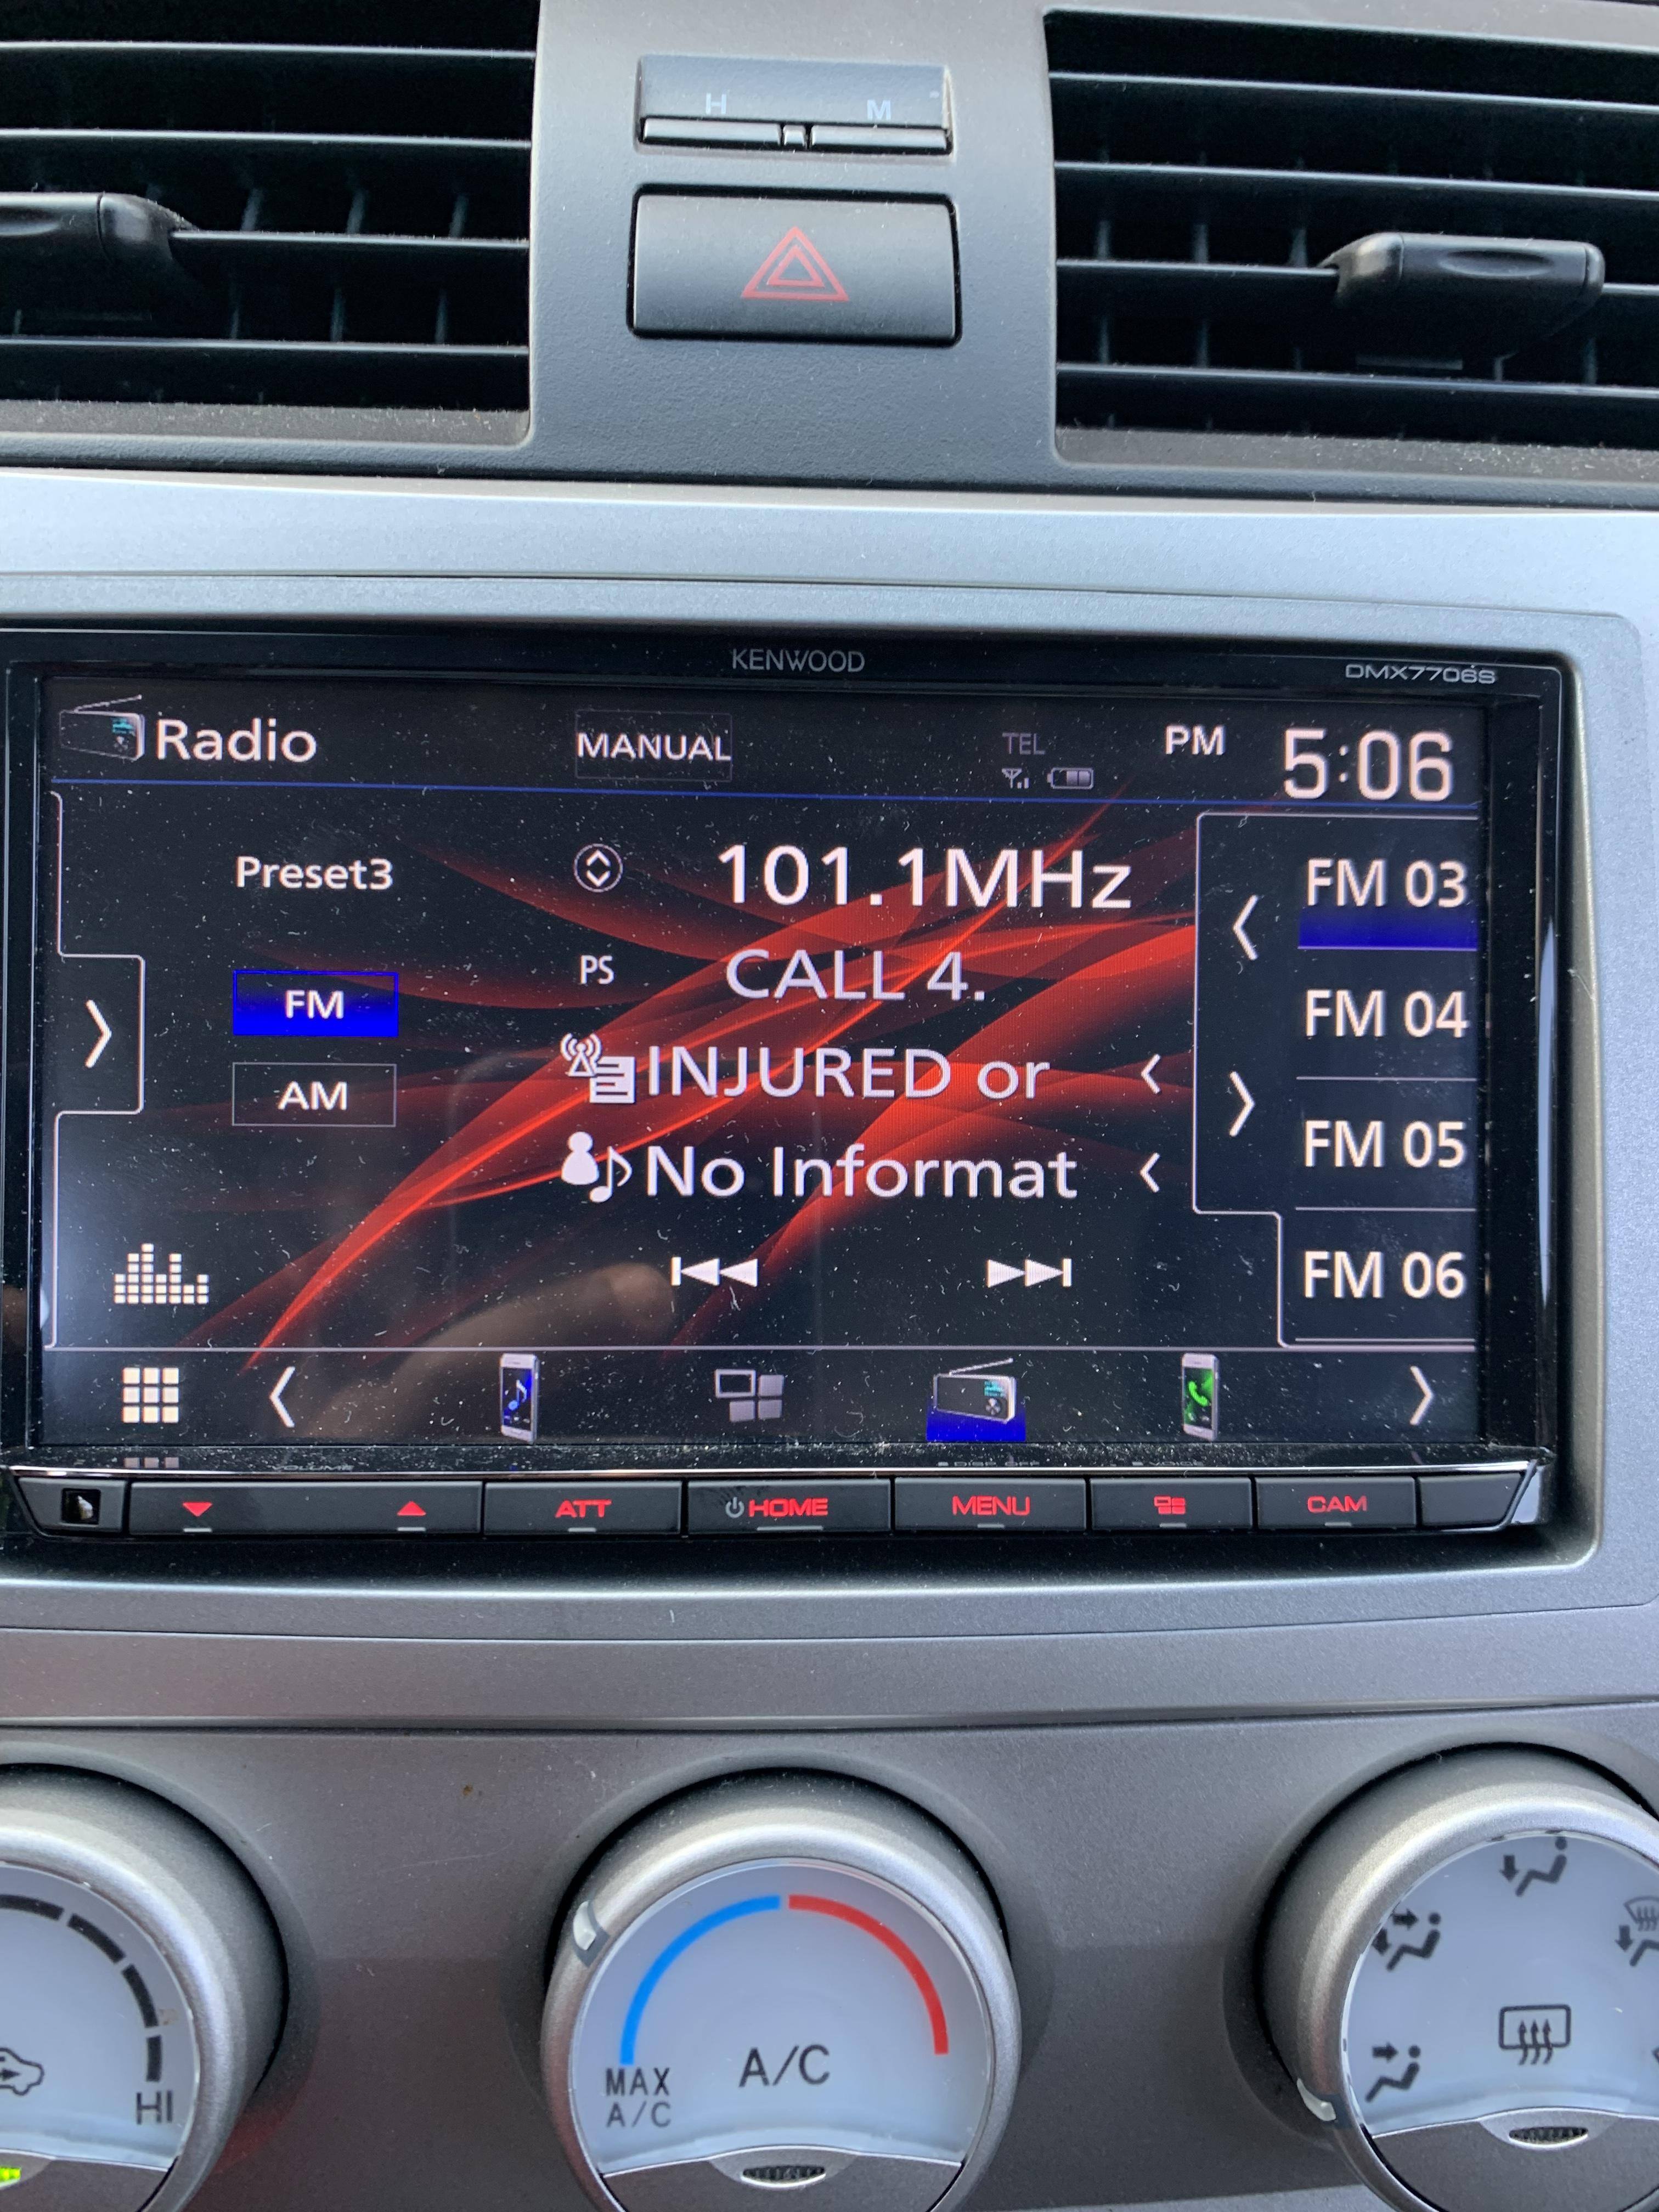 H M
KENWOOD
DMX7706S
Radio
MANUAL
TEL
PM 5:06
Preset3
101.1MHz
FM 03
PS
CALL 4.
FM
FM 04
INJURED or
AM
FM 05
No Informat
FM 06
ATT
HOME
MENU
CAM
HI
MAX
A/C
A/C